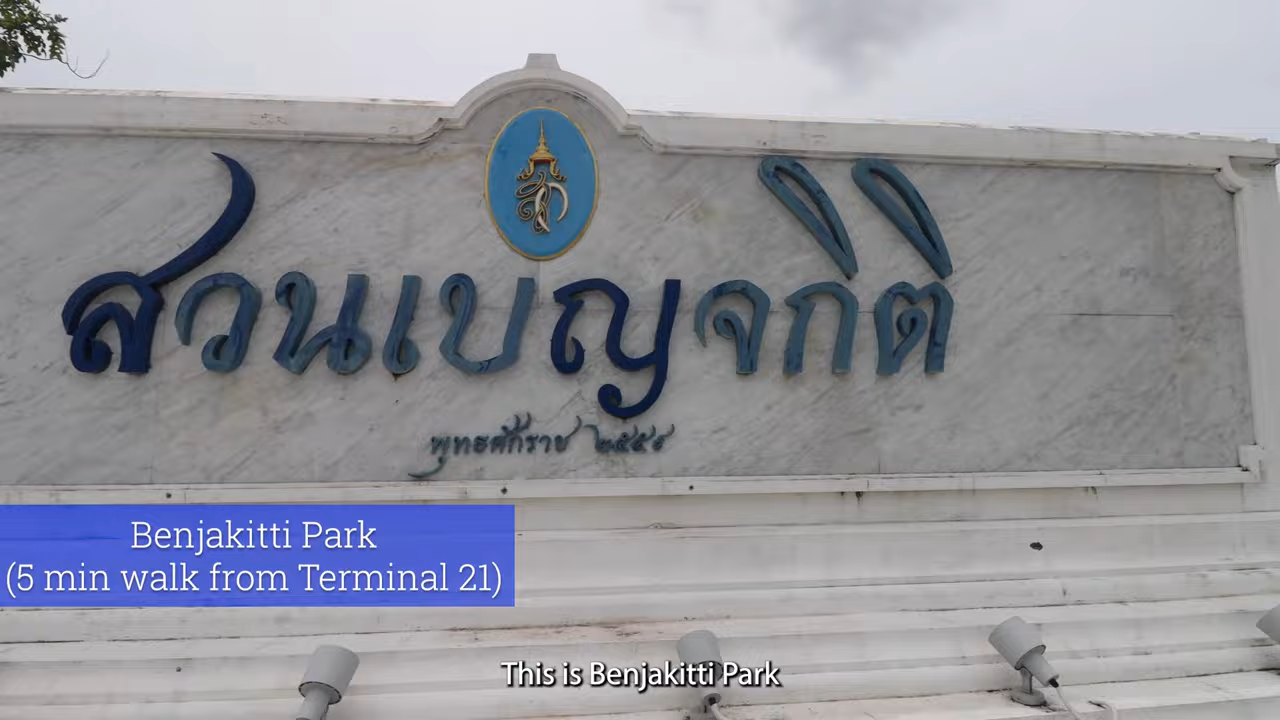 สวนเบญจกิติ
พุทธศักราช ๒๕๔๗
Benjakitti Park
(5 min walk from Terminal 21)
This is Benjakitti Park